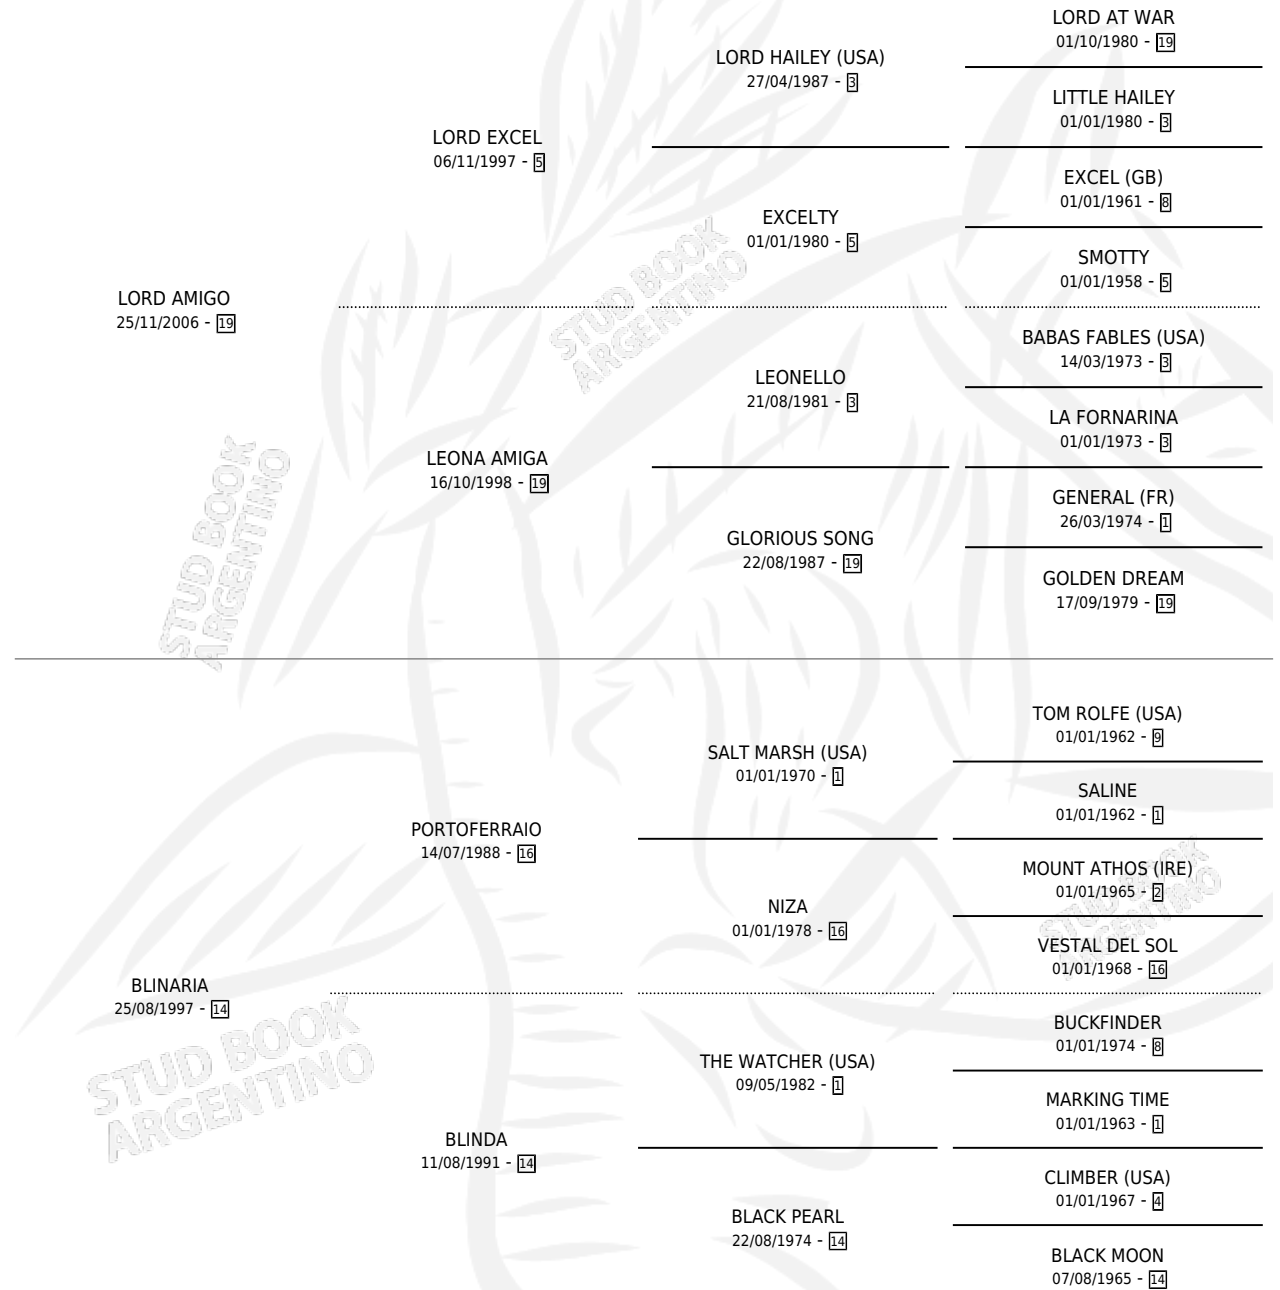 LORD AT WAR
01/10/1980 - 19
LORD HAILEY (USA)
27/04/1987 - 3
LITTLE HAILEY
01/01/1980 - 3
LORD EXCEL
06/11/1997 - 5
EXCEL (GB)
01/01/1961 - 8
EXCELTY
01/01/1980 - 5
SMOTTY
01/01/1958 - 5
LORD AMIGO
25/11/2006 - 19
STUD BOOK
ARGENTINO
BABAS FABLES (USA)
14/03/1973 - 3
LEONELLO
21/08/1981 - 3
LA FORNARINA
01/01/1973 - 3
LEONA AMIGA
16/10/1998 - 19
GENERAL (FR)
26/03/1974 - 1
GLORIOUS SONG
22/08/1987 - 19
GOLDEN DREAM
17/09/1979 - 19
STUD BOOK
ARGENTINO
TOM ROLFE (USA)
01/01/1962 - 9
SALT MARSH (USA)
01/01/1970 - 1
SALINE
01/01/1962 - 1
PORTOFERRAIO
14/07/1988 - 16
MOUNT ATHOS (IRE)
01/01/1965 - 2
NIZA
01/01/1978 - 16
VESTAL DEL SOL
01/01/1968 - 16
STUD BOOK
ARGENTINO
BLINARIA
25/08/1997 - 14
BUCKFINDER
01/01/1974 - 8
THE WATCHER (USA)
09/05/1982 - 1
MARKING TIME
01/01/1963 - 1
STUD BOOK
ARGENTINO
BLINDA
11/08/1991 - 14
CLIMBER (USA)
01/01/1967 - 4
BLACK PEARL
22/08/1974 - 14
BLACK MOON
07/08/1965 - 14